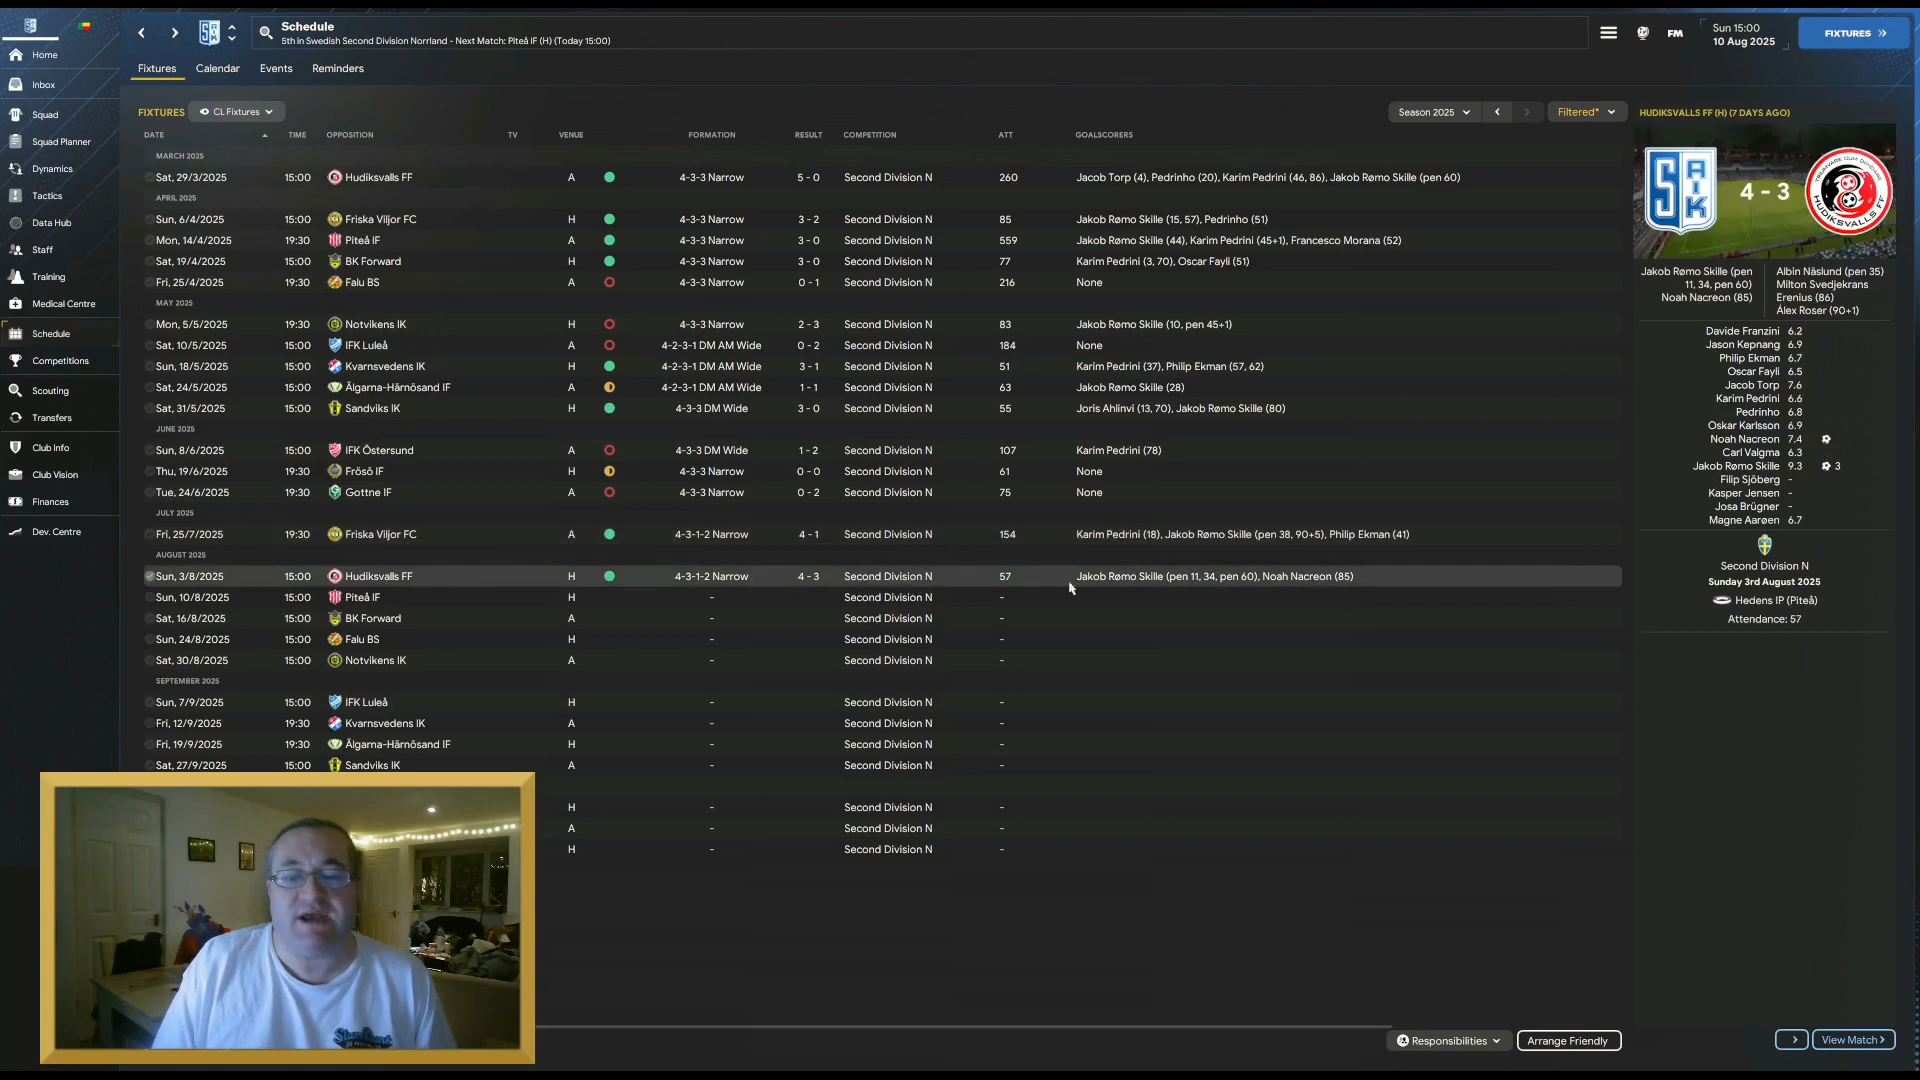 Schedule
5th in Swedish Second Division Norrland - Next Match: Piteå IF (H) (Today 15:00)
FM
Sun 15:00
10 Aug 2025
FIXTURES
Home
Inbox
Squad
Squad Planner
Dynamics
Tactics
Data Hub
Staff
Training
Medical Centre
Schedule
Competitions
Scouting
Transfers
Club Info
Club Vision
Finances
Dev. Centre
Fixtures Calendar Events Reminders
FIXTURES CL Fixtures Season 2025 Filtered*
DATE TIME OPPOSITION TV VENUE FORMATION RESULT COMPETITION ATT GOALSCORERS
MARCH 2025
Sat, 29/3/2025 15:00 Hudiksvalls FF A 4-3-3 Narrow 5 - 0 Second Division N 260 Jacob Torp (4), Pedrinho (20), Karim Pedrini (46, 86), Jakob Rømo Skille (pen 60)
APRIL 2025
Sun, 6/4/2025 15:00 Friska Viljor FC H 4-3-3 Narrow 3 - 2 Second Division N 85 Jakob Rømo Skille (15, 57), Pedrinho (51)
Mon, 14/4/2025 19:30 Piteå IF A 4-3-3 Narrow 3 - 0 Second Division N 559 Jakob Rømo Skille (44), Karim Pedrini (45+1), Francesco Morana (52)
Sat, 19/4/2025 15:00 BK Forward H 4-3-3 Narrow 3 - 0 Second Division N 77 Karim Pedrini (3, 70), Oscar Fayli (51)
Fri, 25/4/2025 19:30 Falu BS A 4-3-3 Narrow 0 - 1 Second Division N 216 None
MAY 2025
Mon, 5/5/2025 19:30 Notvikens IK H 4-3-3 Narrow 2 - 3 Second Division N 83 Jakob Rømo Skille (10, pen 45+1)
Sat, 10/5/2025 15:00 IFK Luleå A 4-2-3-1 DM AM Wide 0 - 2 Second Division N 184 None
Sun, 18/5/2025 15:00 Kvarnsvedens IK H 4-2-3-1 DM AM Wide 3 - 1 Second Division N 51 Karim Pedrini (37), Philip Ekman (57, 62)
Sat, 24/5/2025 15:00 Älgarna-Härnösand IF A 4-2-3-1 DM AM Wide 1 - 1 Second Division N 63 Jakob Rømo Skille (28)
Sat, 31/5/2025 15:00 Sandviks IK H 4-3-3 DM Wide 3 - 0 Second Division N 55 Joris Ahlinvi (13, 70), Jakob Rømo Skille (80)
JUNE 2025
Sun, 8/6/2025 15:00 IFK Östersund A 4-3-3 DM Wide 1 - 2 Second Division N 107 Karim Pedrini (78)
Thu, 19/6/2025 19:30 Frösö IF H 4-3-3 Narrow 0 - 0 Second Division N 61 None
Tue, 24/6/2025 19:30 Gottne IF A 4-3-3 Narrow 0 - 2 Second Division N 75 None
JULY 2025
Fri, 25/7/2025 19:30 Friska Viljor FC A 4-3-1-2 Narrow 4 - 1 Second Division N 154 Karim Pedrini (18), Jakob Rømo Skille (pen 38, 90+5), Philip Ekman (41)
AUGUST 2025
Sun, 3/8/2025 15:00 Hudiksvalls FF H 4-3-1-2 Narrow 4 - 3 Second Division N 57 Jakob Rømo Skille (pen 11, 34, pen 60), Noah Nacreon (85)
Sun, 10/8/2025 15:00 Piteå IF H - Second Division N -
Sat, 16/8/2025 15:00 BK Forward A - Second Division N -
Sun, 24/8/2025 15:00 Falu BS H - Second Division N -
Sat, 30/8/2025 15:00 Notvikens IK A - Second Division N -
SEPTEMBER 2025
Sun, 7/9/2025 15:00 IFK Luleå H - Second Division N -
Fri, 12/9/2025 19:30 Kvarnsvedens IK A - Second Division N -
Fri, 19/9/2025 19:30 Älgarna-Härnösand IF H - Second Division N -
Sat, 27/9/2025 15:00 Sandviks IK A - Second Division N -
H - Second Division N -
A - Second Division N -
H - Second Division N -
Responsibilities Arrange Friendly
HUDIKSVALLS FF (H) (7 DAYS AGO)
SAIK
4 - 3
HUDIKSVALLS FF
Jakob Rømo Skille (pen 11, 34, pen 60)
Noah Nacreon (85)
Albin Näslund (pen 35)
Milton Svedjekrans Erenius (86)
Álex Roser (90+1)
Davide Franzini 6.2
Jason Kepnang 6.9
Philip Ekman 6.7
Oscar Fayli 6.5
Jacob Torp 7.6
Karim Pedrini 6.6
Pedrinho 6.8
Oskar Karlsson 6.9
Noah Nacreon 7.4
Carl Valgma 6.3
Jakob Rømo Skille 9.3 3
Filip Sjöberg -
Kasper Jensen -
Josa Brügner -
Magne Aarøen 6.7
Second Division N
Sunday 3rd August 2025
Hedens IP (Piteå)
Attendance: 57
View Match